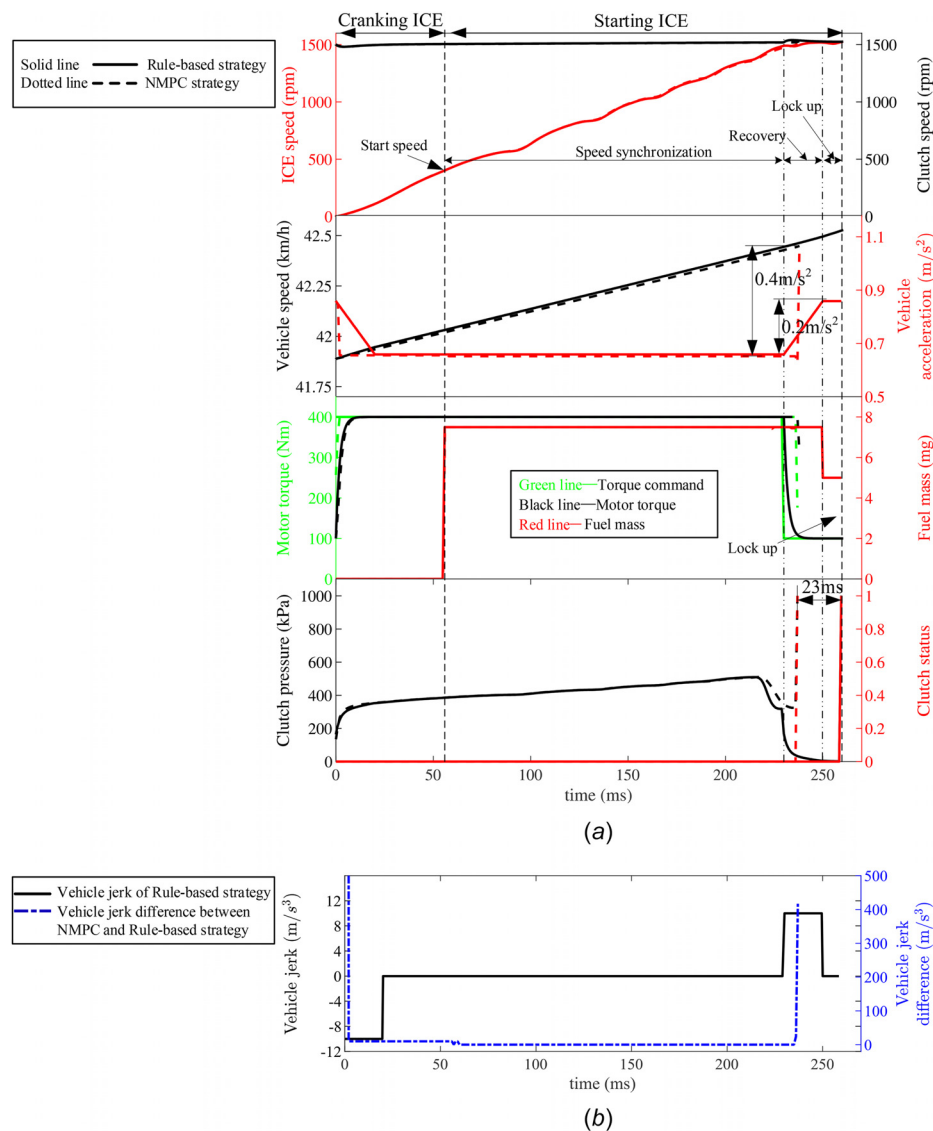 Cranking ICE
Starting ICE
Solid line Rule-based strategy
Dotted line NMPC strategy
ICE speed (rpm)
1500
1000
500
0
Start speed
Speed synchronization
Recovery
Lock up
1500
1000
500
0
Clutch speed (rpm)
Vehicle speed (km/h)
42.5
42.25
42
41.75
0.4m/s²
0.2m/s²
1.1
0.9
0.7
0.5
Vehicle
acceleration (m/s²)
Motor torque (Nm)
400
300
200
100
0
Green line—Torque command
Black line—Motor torque
Red line— Fuel mass
Lock up
8
6
4
2
0
Fuel mass (mg)
Clutch pressure (kPa)
1000
800
600
400
200
0
23ms
1
0.8
0.6
0.4
0.2
0
Clutch status
0 50 100 150 200 250
time (ms)
(a)
Vehicle jerk of Rule-based strategy
Vehicle jerk difference between
NMPC and Rule-based strategy
Vehicle jerk (m/s³)
12
8
4
0
-4
-8
-12
500
400
300
200
100
0
Vehicle jerk
difference (m/s³)
0 50 100 150 200 250
time (ms)
(b)